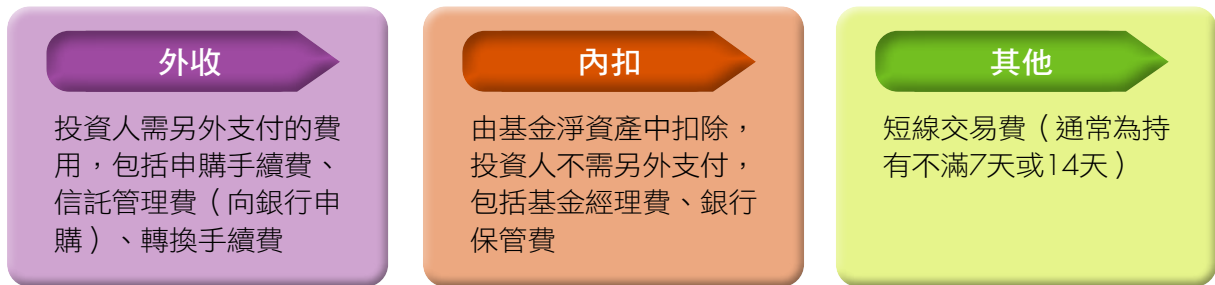 外收
投資人需另外支付的費
用，包括申購手續費、
信託管理費（向銀行申
購）、轉換手續費
內扣
由基金淨資產中扣除，
投資人不需另外支付，
包括基金經理費、銀行
保管費
其他
短線交易費（通常為持
有不滿7天或14天）